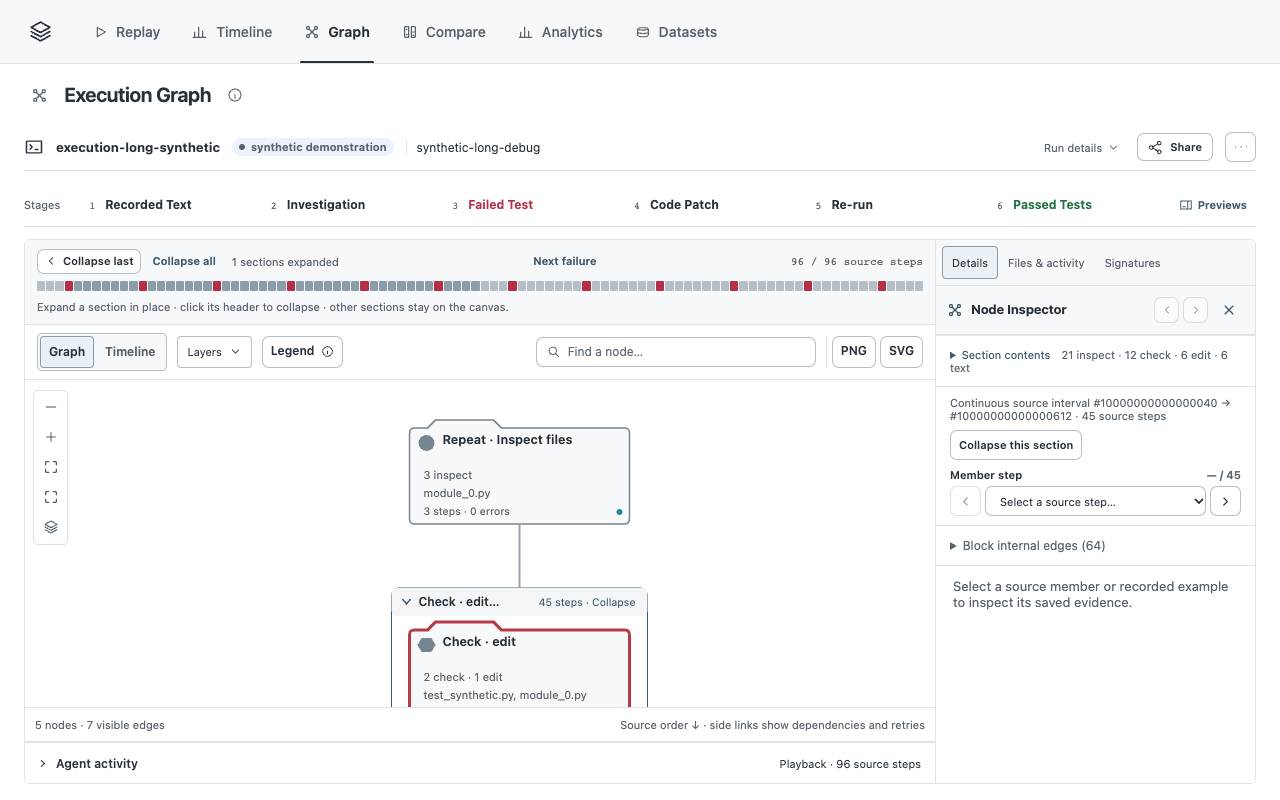 Replay
Timeline
Graph
Compare
Analytics
Datasets
Execution Graph
execution-long-synthetic
synthetic demonstration
synthetic-long-debug
Run details
Share
Stages
1 Recorded Text
2 Investigation
3 Failed Test
4 Code Patch
5 Re-run
6 Passed Tests
Previews
Collapse last
Collapse all
1 sections expanded
Next failure
96 / 96 source steps
Expand a section in place · click its header to collapse · other sections stay on the canvas.
Graph
Timeline
Layers
Legend
Find a node...
PNG
SVG
Repeat · Inspect files
3 inspect
module_0.py
3 steps · 0 errors
Check · edit...
45 steps · Collapse
Check · edit
2 check · 1 edit
test_synthetic.py, module_0.py
5 nodes · 7 visible edges
Source order ↓ · side links show dependencies and retries
Agent activity
Playback · 96 source steps
Details
Files & activity
Signatures
Node Inspector
Section contents 21 inspect · 12 check · 6 edit · 6
text
Continuous source interval #10000000000000040 →
#1000000000000612 · 45 source steps
Collapse this section
Member step
— / 45
Select a source step...
Block internal edges (64)
Select a source member or recorded example
to inspect its saved evidence.